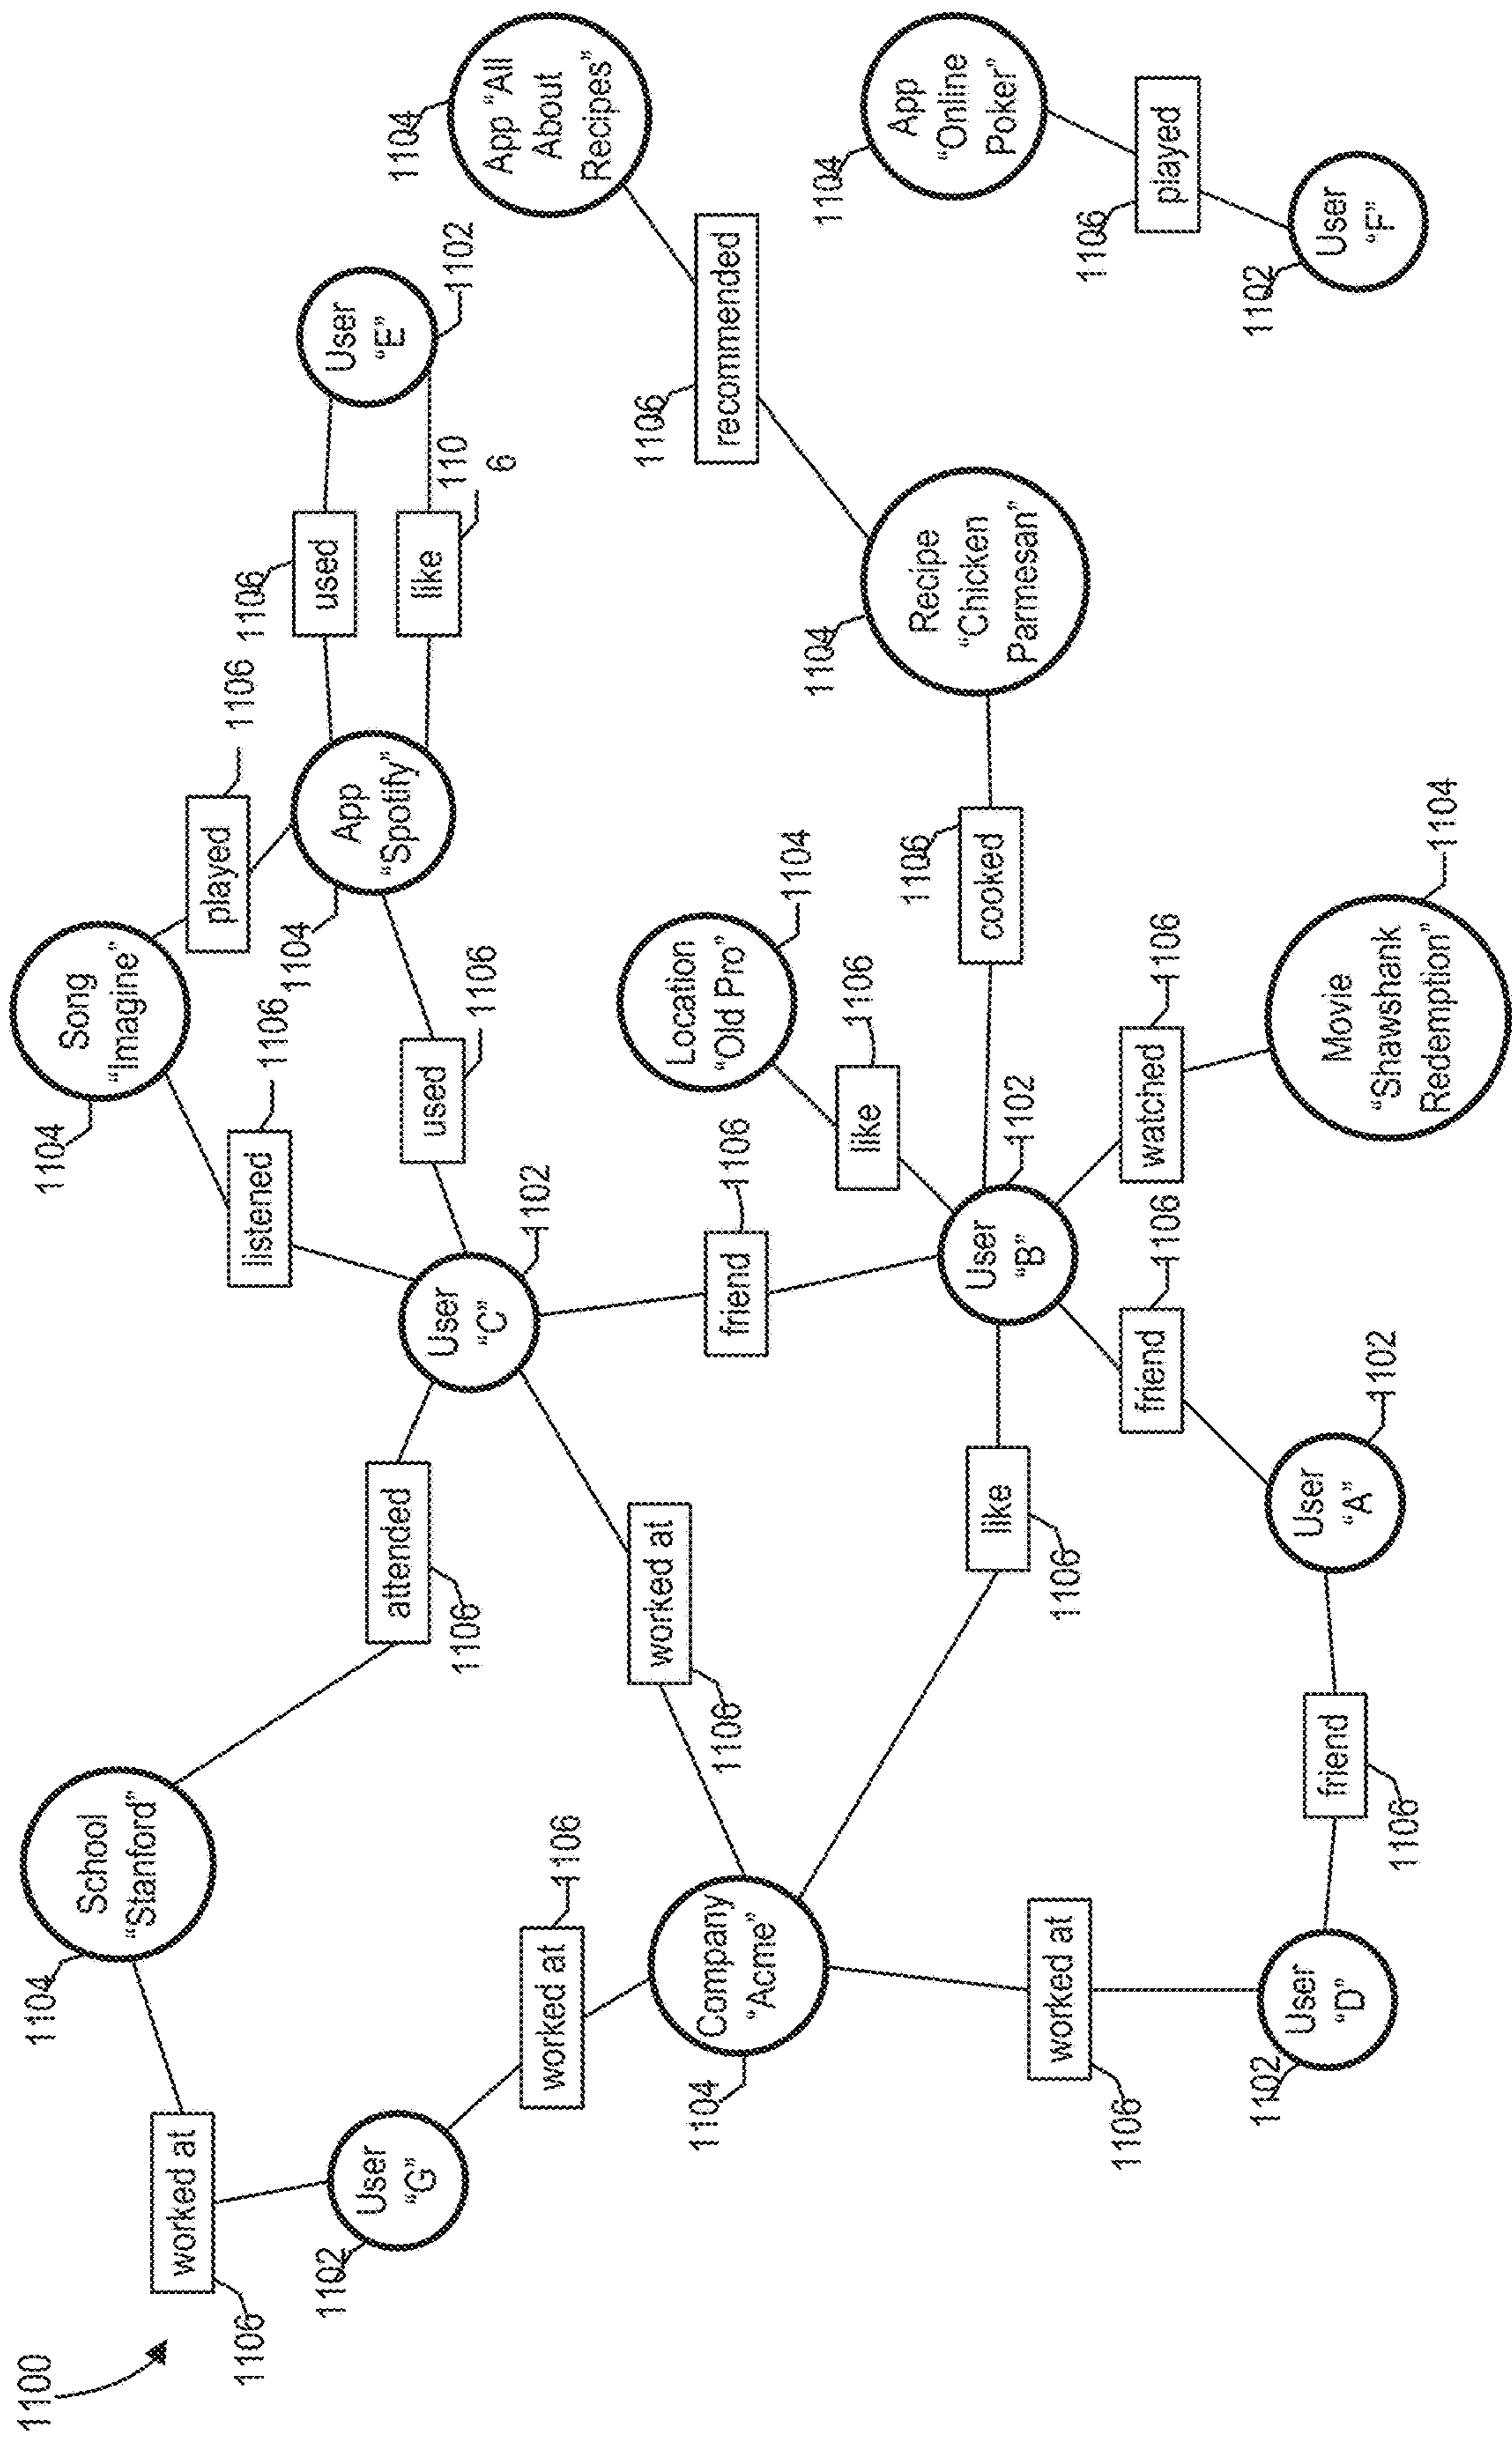 1100
1106
worked at
1104
School
"Stanford"
1104
Song
"Imagine"
1106
listened
played
1106
1102
User
"G"
attended
1106
User
"C"
1102
used
1106
1104
App
"Spotify"
1106
used
like
110
6
User
"E"
1102
worked at
1106
worked at
1106
friend
1106
Location
"Old Pro"
1104
1106
recommended
1104
App "All
About
Recipes"
1104
Company
"Acme"
like
1106
like
1106
User
"B"
1102
1106
cooked
1104
Recipe
"Chicken
Parmesan"
1104
App
"Online
Poker"
worked at
1106
friend
1106
watched
1106
1106
played
1102
User
"D"
friend
1106
User
"A"
1102
Movie
"Shawshank
Redemption"
1104
1102
User
"F"